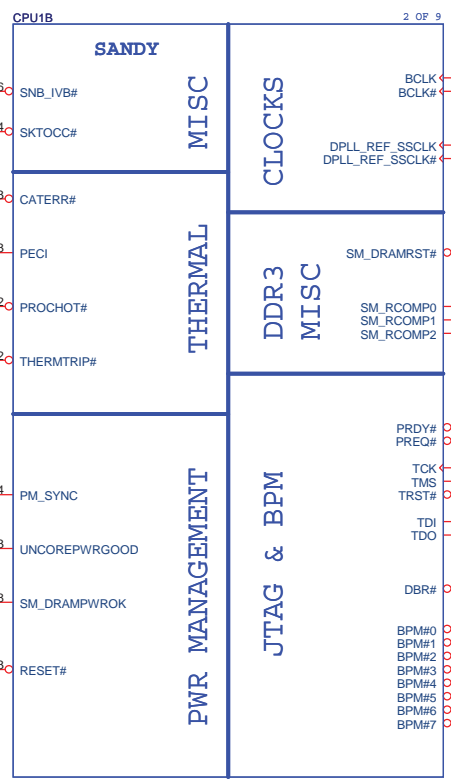 CPU1B
2 OF 9
SANDY
MISC
SNB_IVB#
SKTOCC#
THERMAL
CATERR#
PECI
PROCHOT#
THERMTRIP#
PWR MANAGEMENT
PM_SYNC
UNCOREPWRGOOD
SM_DRAMPWROK
RESET#
CLOCKS
BCLK
BCLK#
DPLL_REF_SSCLK
DPLL_REF_SSCLK#
DDR3
MISC
SM_DRAMRST#
SM_RCOMP0
SM_RCOMP1
SM_RCOMP2
JTAG & BPM
PRDY#
PREQ#
TCK
TMS
TRST#
TDI
TDO
DBR#
BPM#0
BPM#1
BPM#2
BPM#3
BPM#4
BPM#5
BPM#6
BPM#7